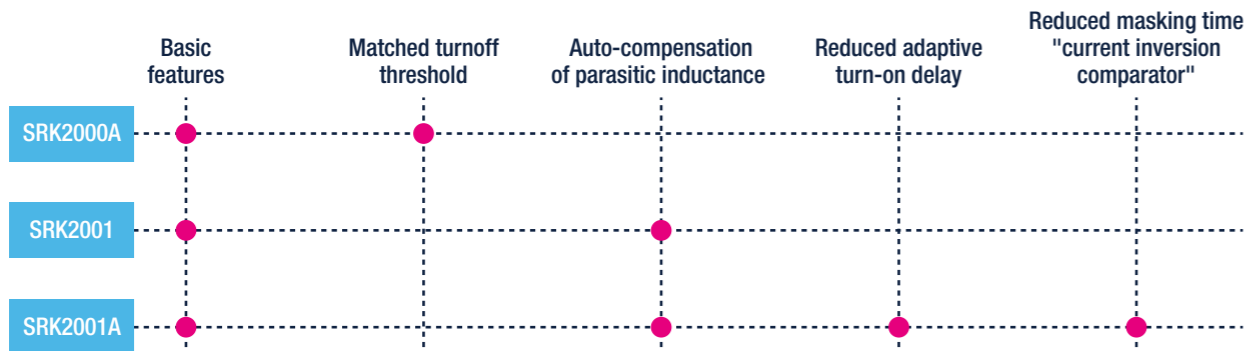 Basic
features
Matched turnoff
threshold
Auto-compensation
of parasitic inductance
Reduced adaptive
turn-on delay
Reduced masking time
"current inversion
comparator"
SRK2000A
SRK2001
SRK2001A